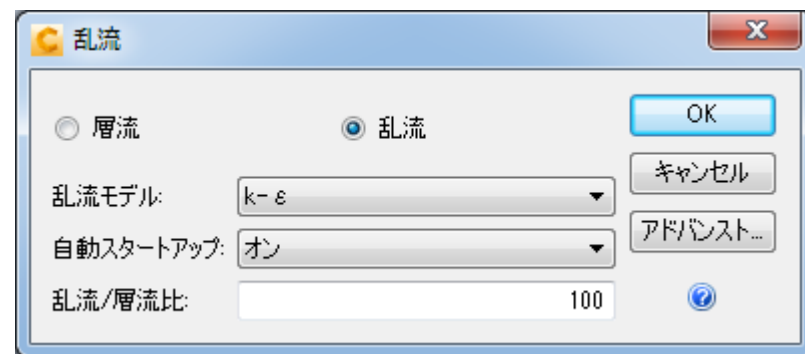 乱流
層流
乱流
OK
乱流モデル:
k-ε
キャンセル
自動スタートアップ:
オン
アドバンスト...
乱流/層流比:
100